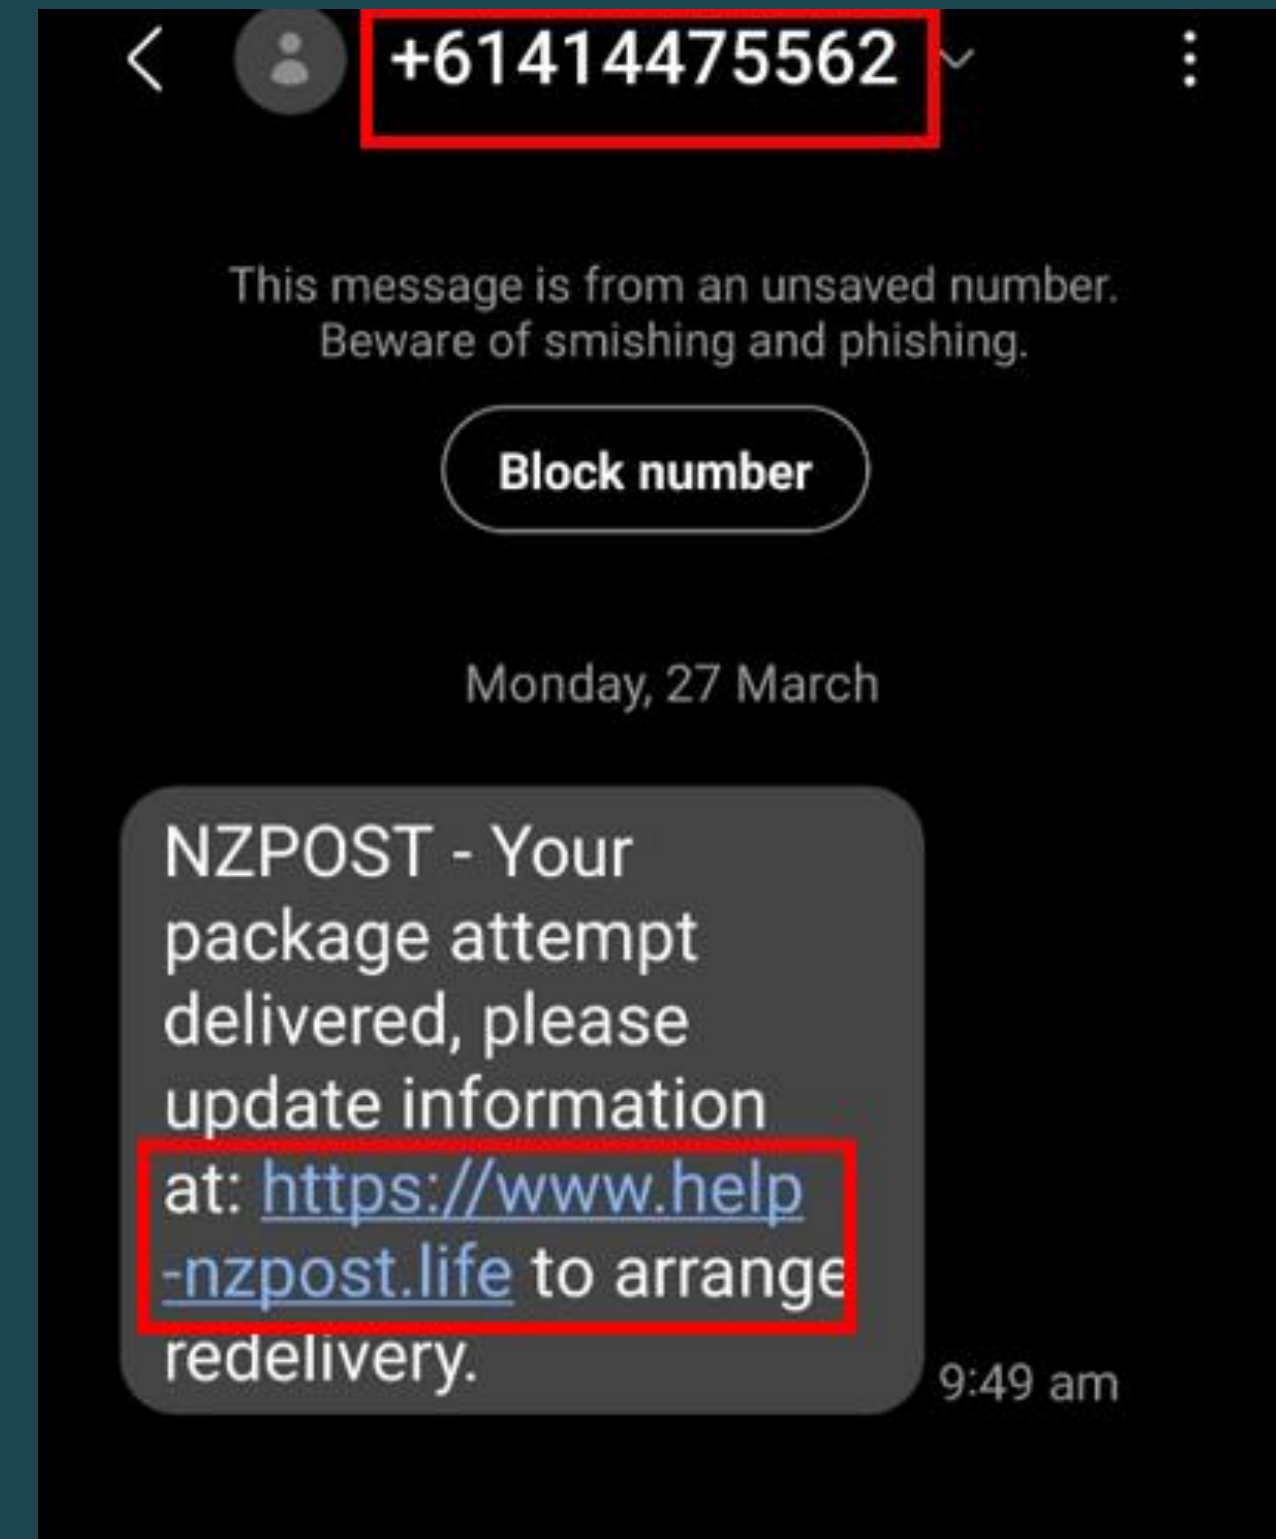 +61414475562
This message is from an unsaved number.
Beware of smishing and phishing.
Block number
Monday, 27 March
NZPOST - Your
package attempt
delivered, please
update information
at: https://www.help
-nzpost.life to arrange
redelivery.
9:49 am